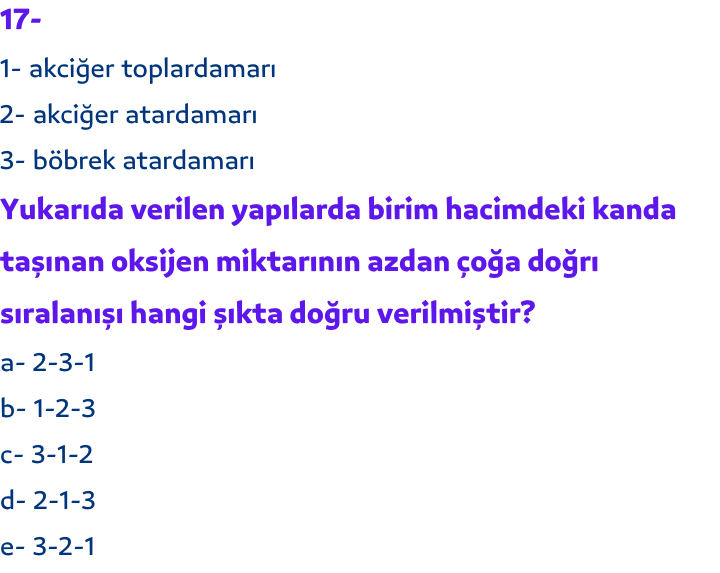 17-
1- akciğer toplardamarı
2- akciğer atardamarı
3- böbrek atardamarı
Yukarıda verilen yapılarda birim hacimdeki kanda
taşınan oksijen miktarının azdan çoğa doğrı
sıralanışı hangi şıkta doğru verilmiştir?
a- 2-3-1
b- 1-2-3
c- 3-1-2
d- 2-1-3
e- 3-2-1